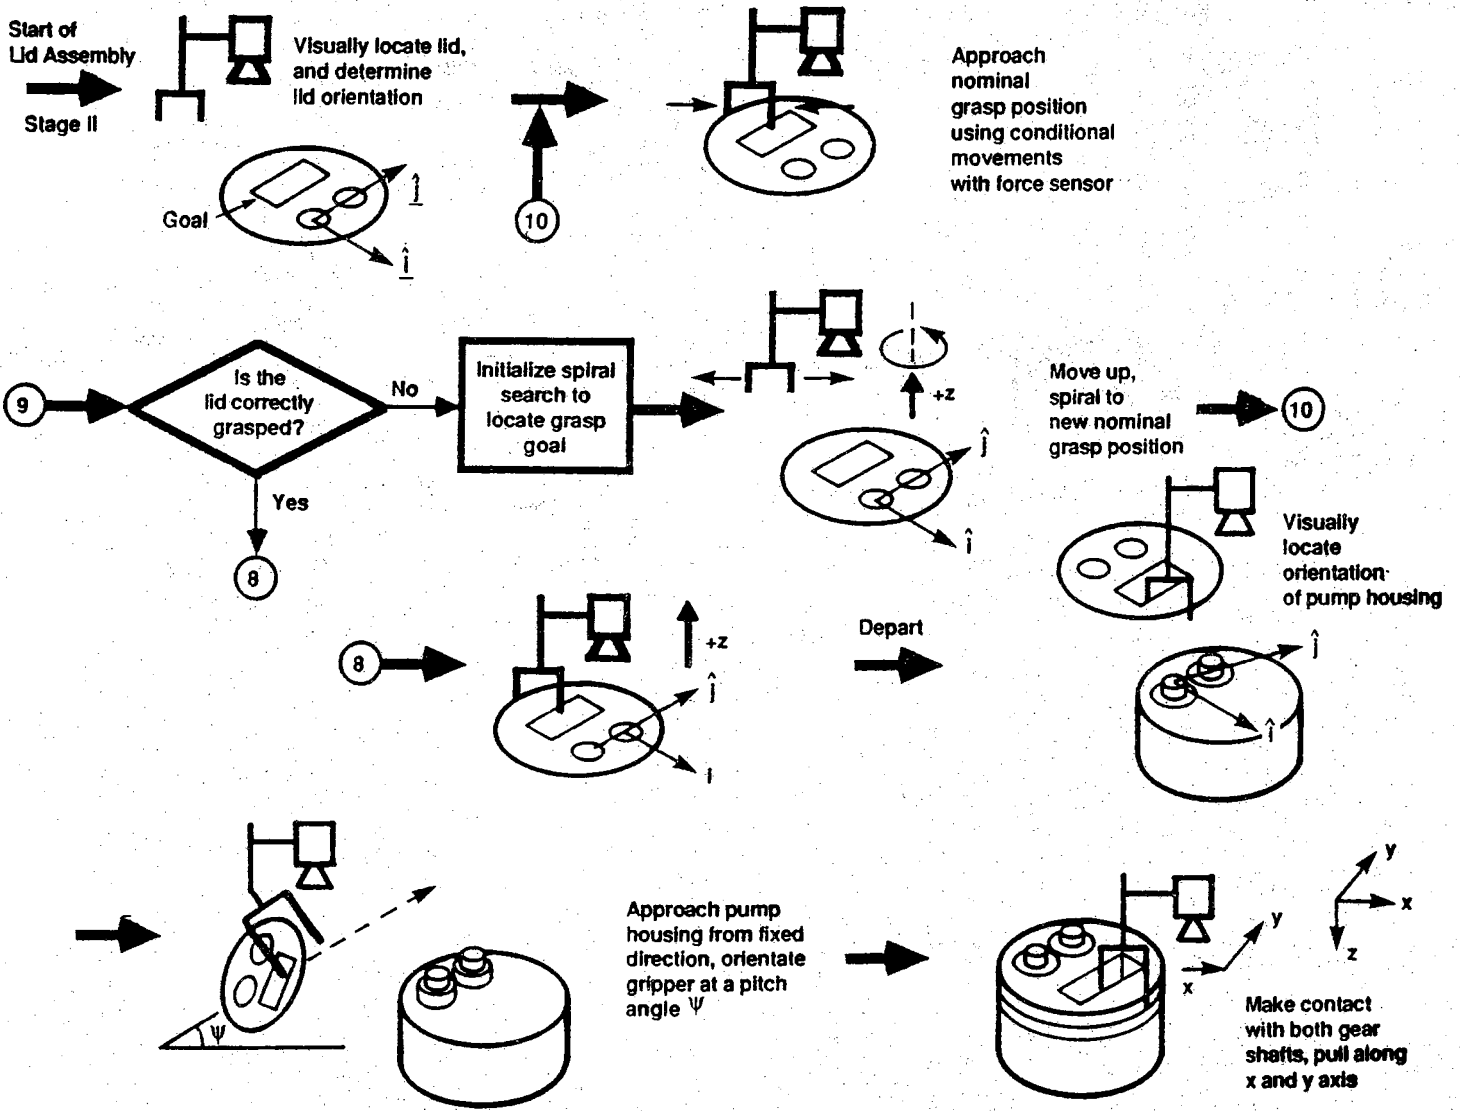 Start of
Lid Assembly
Stage II
Visually locate lid,
and determine
lid orientation
Goal
ĵ
î
10
Approach
nominal
grasp position
using conditional
movements
with force sensor
9
Is the
lid correctly
grasped?
No
Yes
8
Initialize spiral
search to
locate grasp
goal
+z
ĵ
î
Move up,
spiral to
new nominal
grasp position
10
8
+z
ĵ
i
Depart
Visually
locate
orientation
of pump housing
ĵ
î
ψ
Approach pump
housing from fixed
direction, orientate
gripper at a pitch
angle ψ
y
x
y
x
z
Make contact
with both gear
shafts, pull along
x and y axis